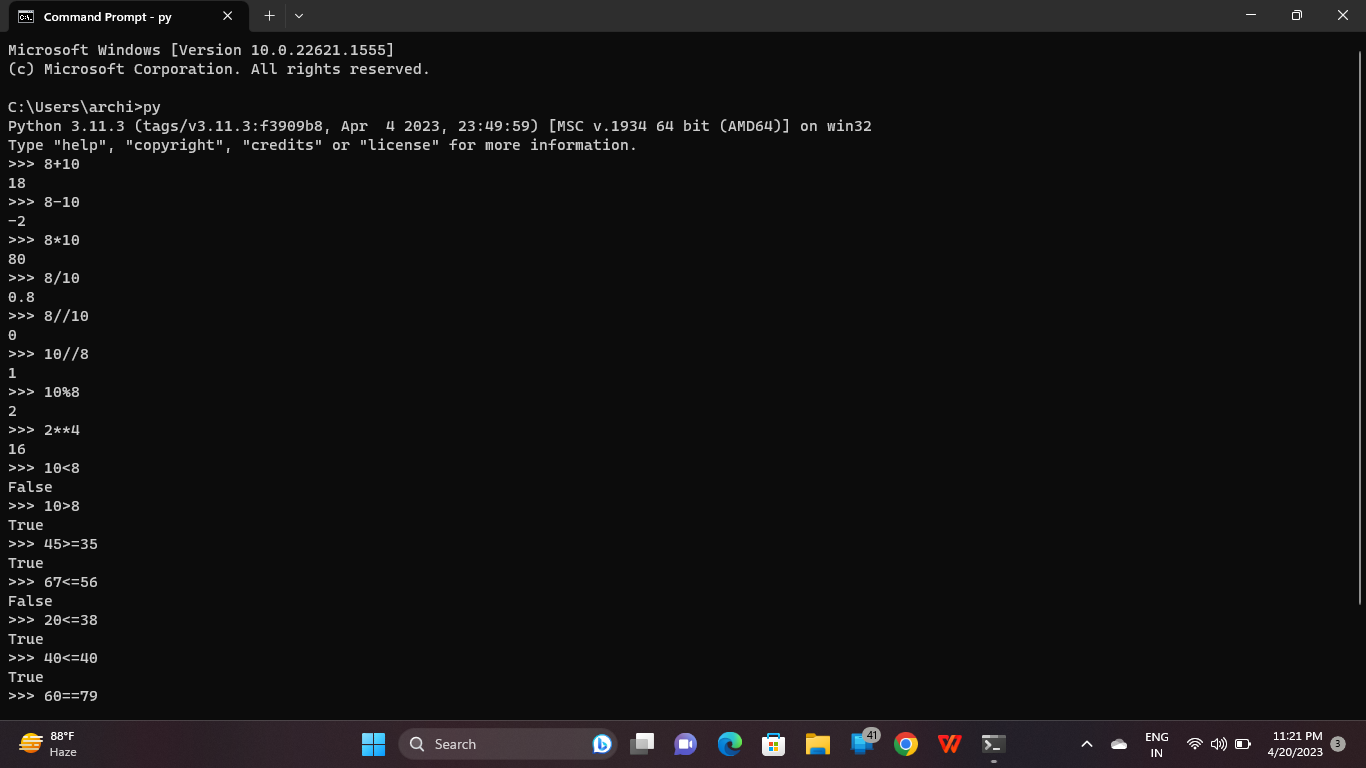 Command Prompt - py
Microsoft Windows [Version 10.0.22621.1555]
(c) Microsoft Corporation. All rights reserved.
C:\Users\archi>py
Python 3.11.3 (tags/v3.11.3:f3909b8, Apr  4 2023, 23:49:59) [MSC v.1934 64 bit (AMD64)] on win32
Type "help", "copyright", "credits" or "license" for more information.
>>> 8+10
18
>>> 8-10
-2
>>> 8*10
80
>>> 8/10
0.8
>>> 8//10
0
>>> 10//8
1
>>> 10%8
2
>>> 2**4
16
>>> 10<8
False
>>> 10>8
True
>>> 45>=35
True
>>> 67<=56
False
>>> 20<=38
True
>>> 40<=40
True
>>> 60==79
88°F
Haze
Search
41
ENG
IN
11:21 PM
4/20/2023
3